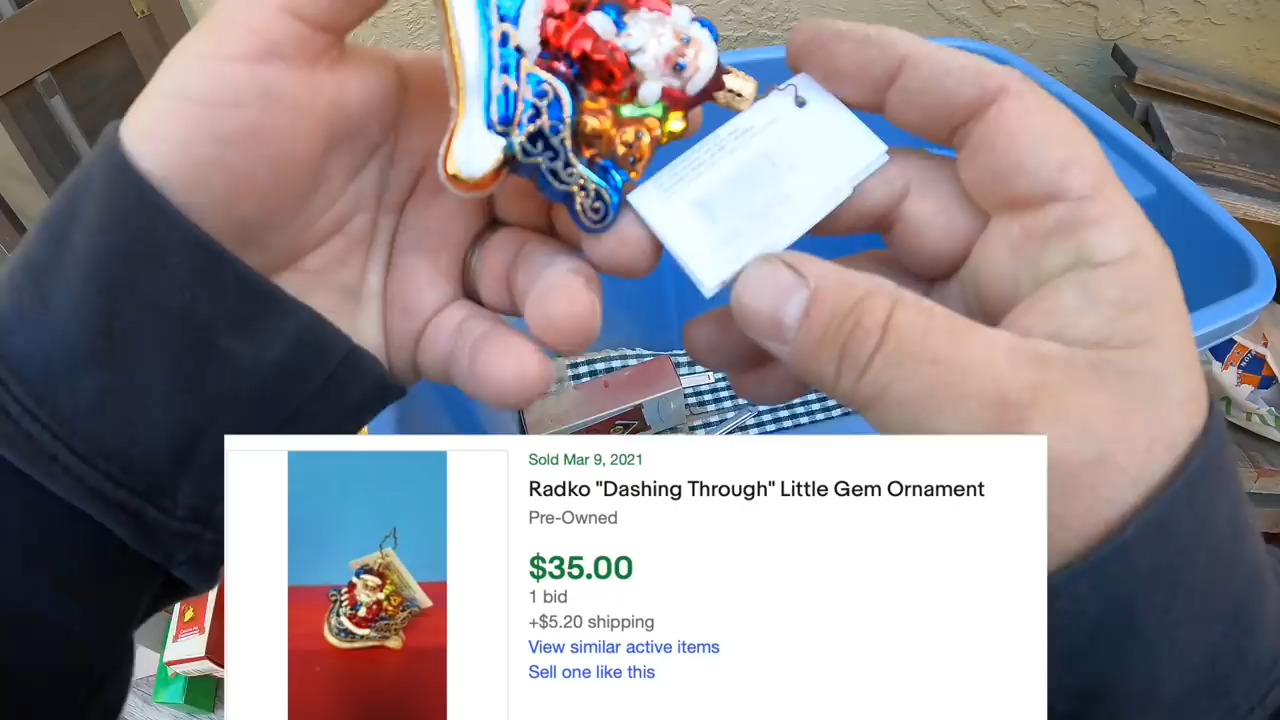 Sold Mar 9, 2021
Radko "Dashing Through" Little Gem Ornament
Pre-Owned
$35.00
1 bid
+$5.20 shipping
View similar active items
Sell one like this